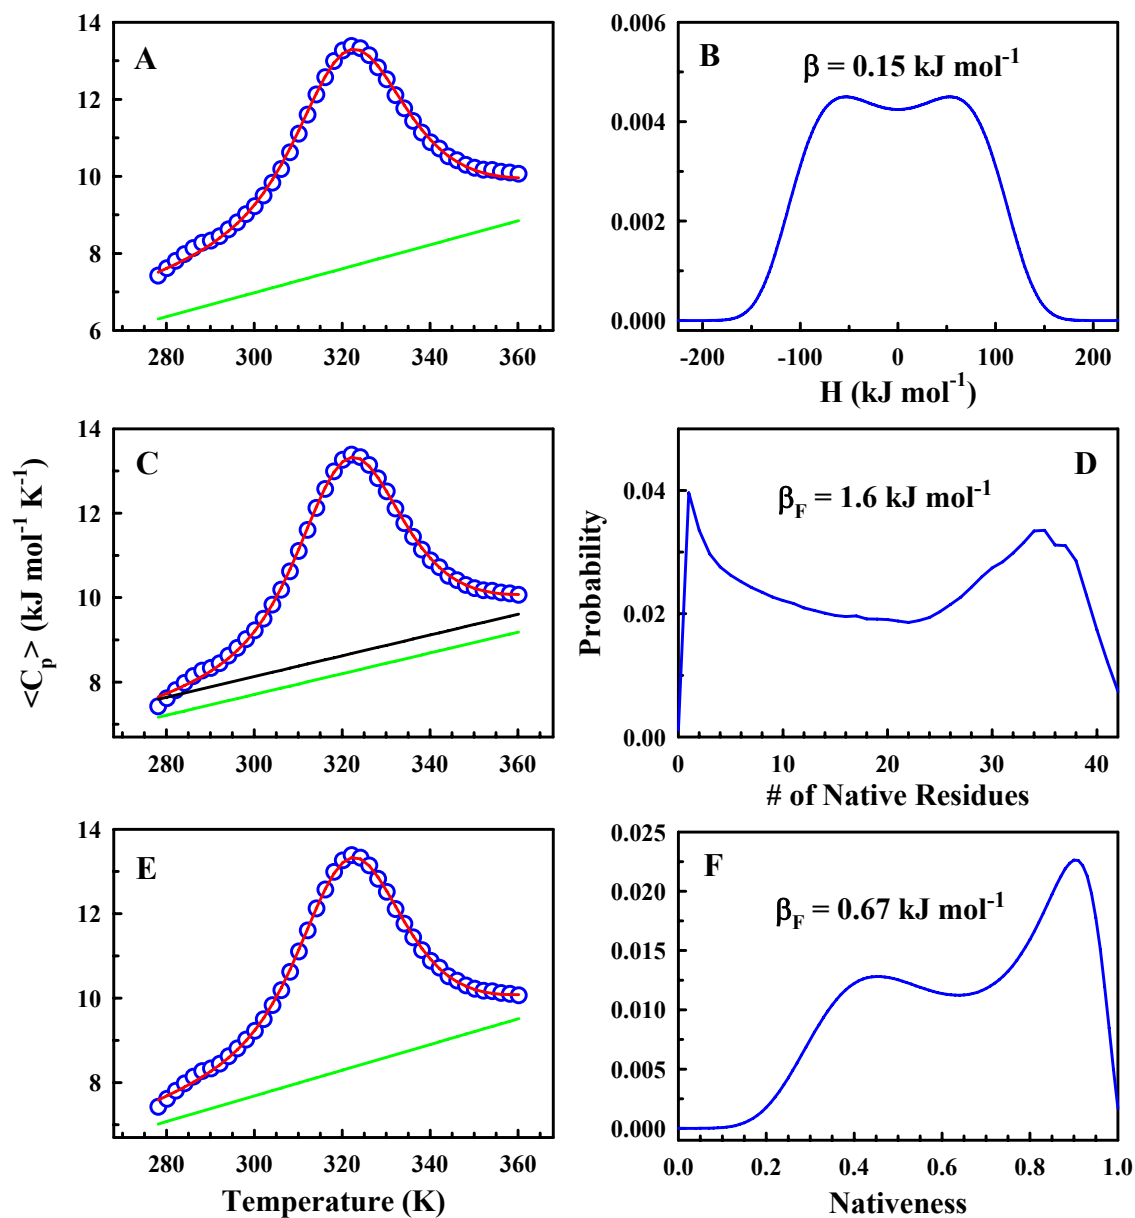 <C_p> (kJ mol^-1 K^-1)
A
14
12
10
8
6
280 300 320 340 360
B
β = 0.15 kJ mol^-1
0.006
0.004
0.002
0.000
-200 -100 0 100 200
H (kJ mol^-1)
C
14
12
10
8
280 300 320 340 360
D
β_F = 1.6 kJ mol^-1
Probability
0.04
0.02
0.00
0 10 20 30 40
# of Native Residues
E
14
12
10
8
280 300 320 340 360
Temperature (K)
F
β_F = 0.67 kJ mol^-1
0.025
0.020
0.015
0.010
0.005
0.000
0.0 0.2 0.4 0.6 0.8 1.0
Nativeness